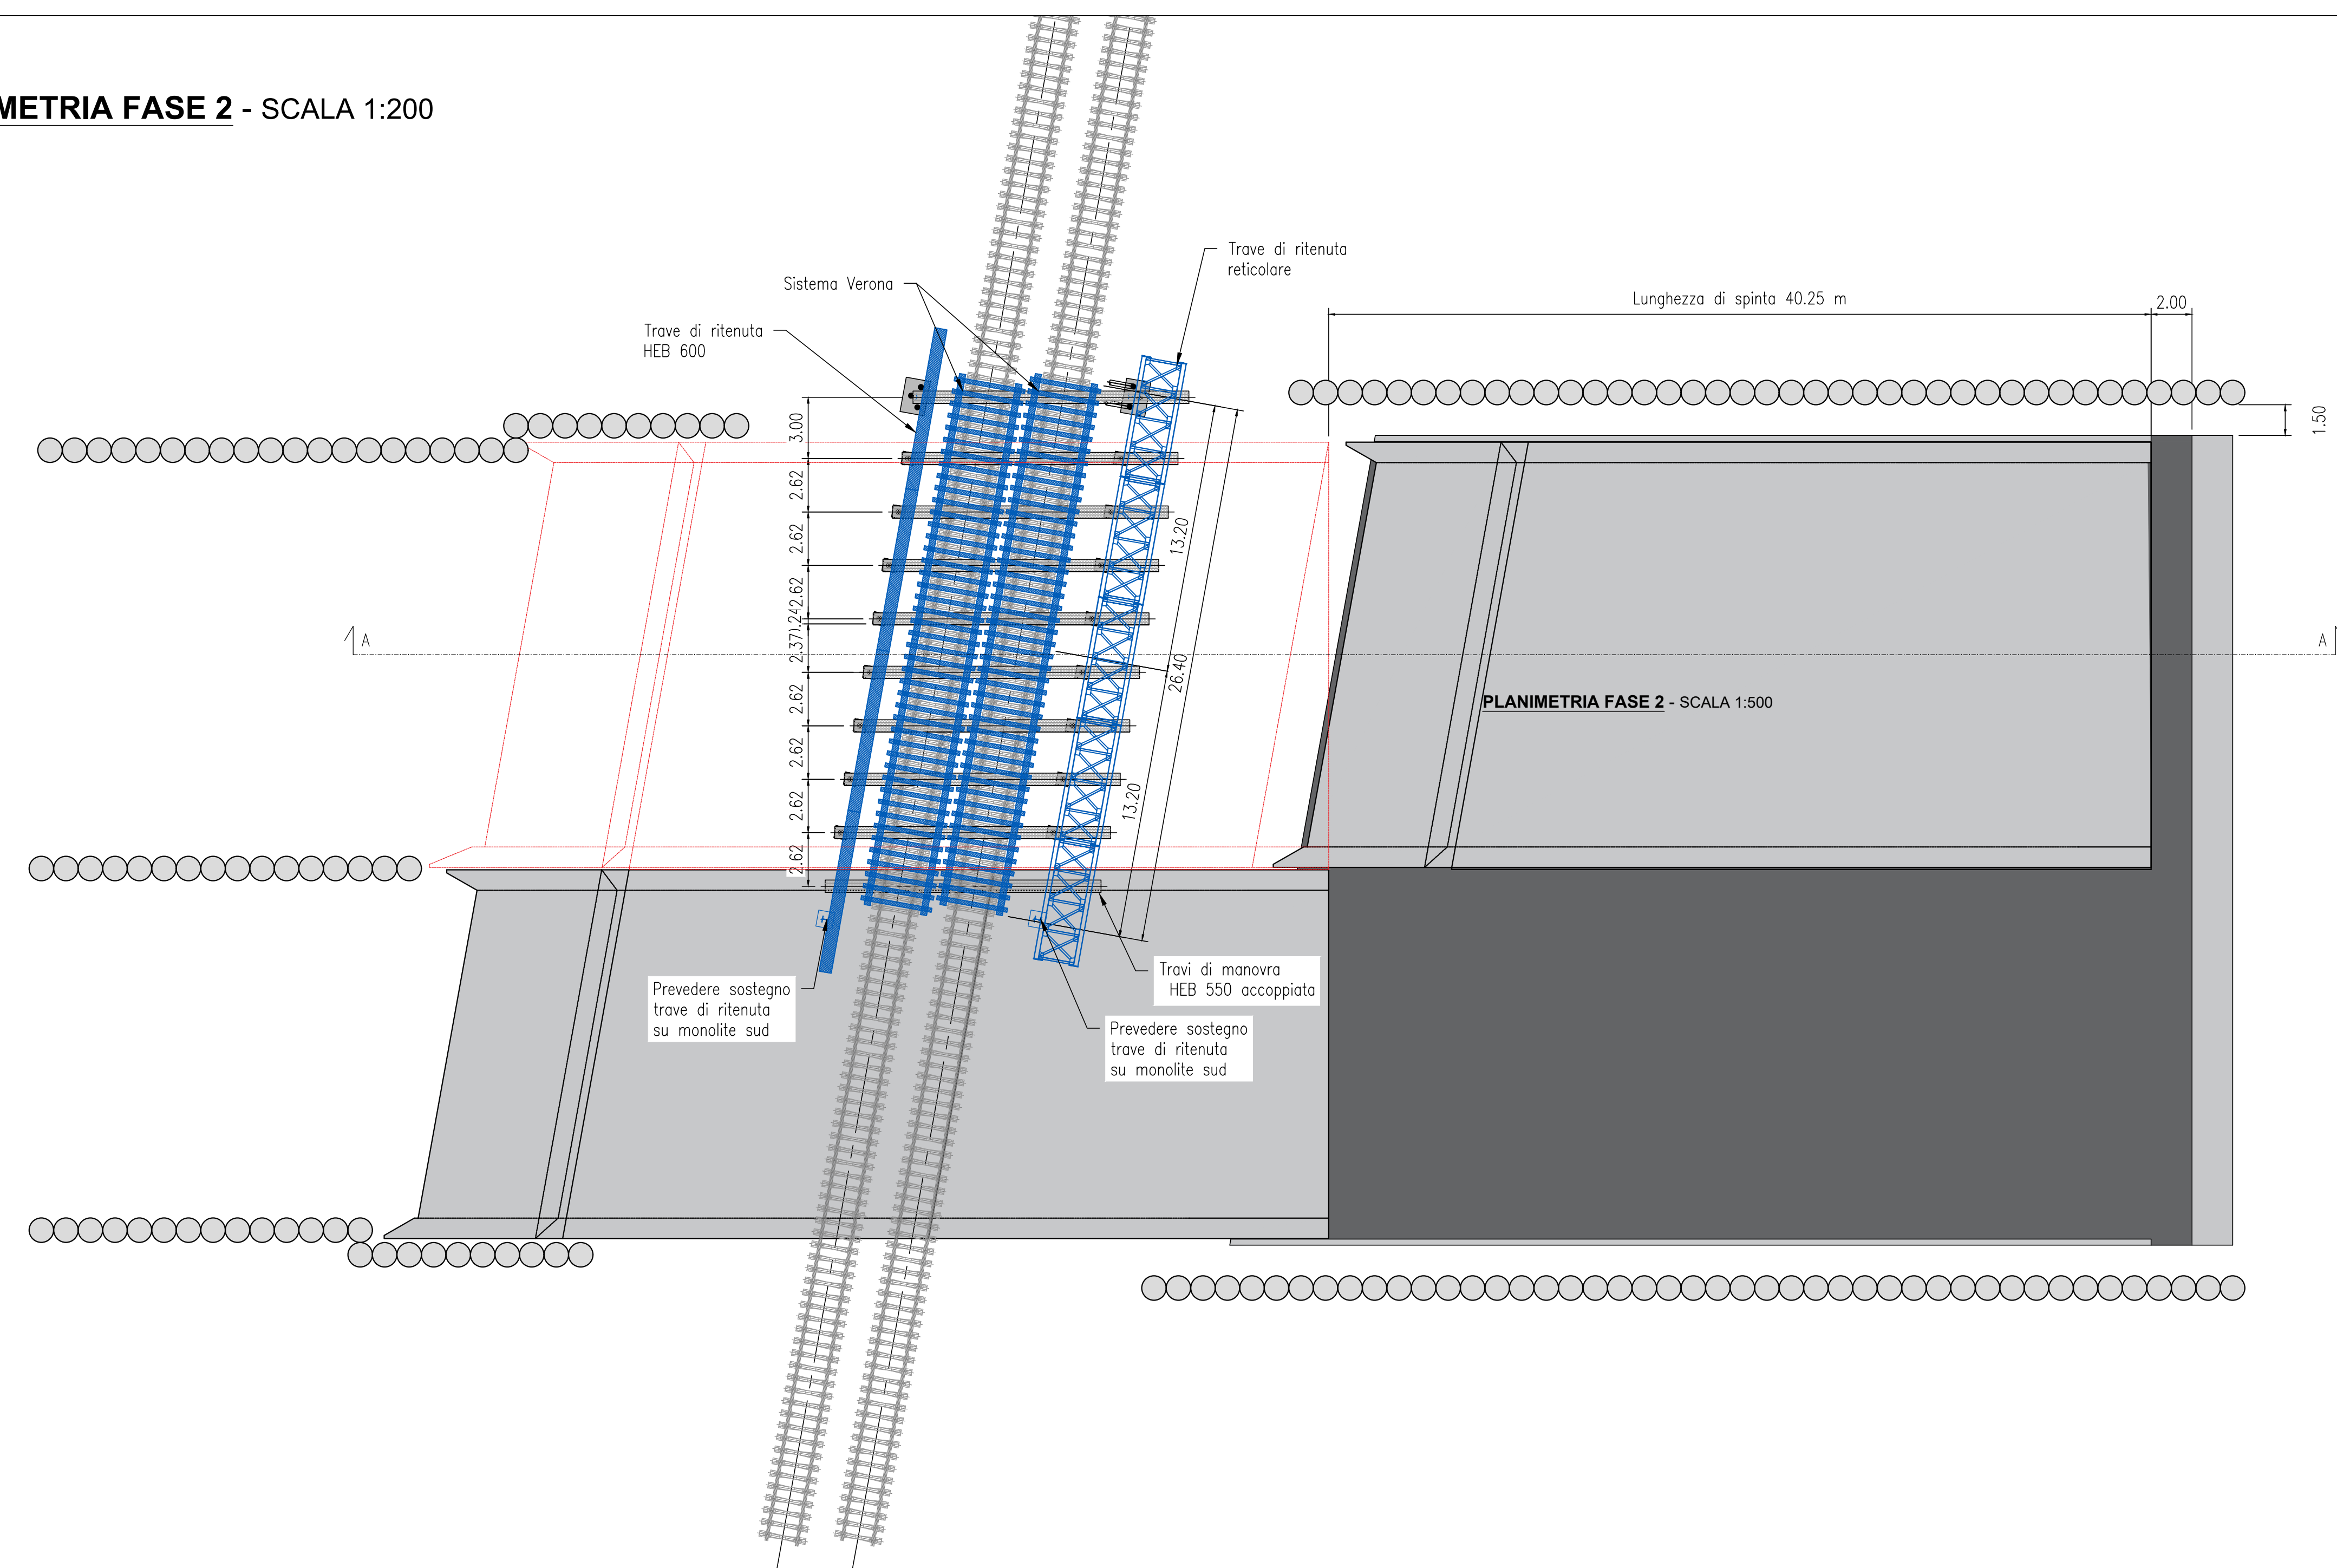 METRIA FASE 2 - SCALA 1:200
Trave di ritenuta
reticolare
Sistema Verona
Lunghezza di spinta 40.25 m
2.00
Trave di ritenuta
HEB 600
1.50
3.00
2.62
2.62
2.62
2.37).24
2.62
2.62
2.62
2.62
13.20
26.40
13.20
A
A
PLANIMETRIA FASE 2 - SCALA 1:500
Prevedere sostegno
trave di ritenuta
su monolite sud
Travi di manovra
HEB 550 accoppiata
Prevedere sostegno
trave di ritenuta
su monolite sud